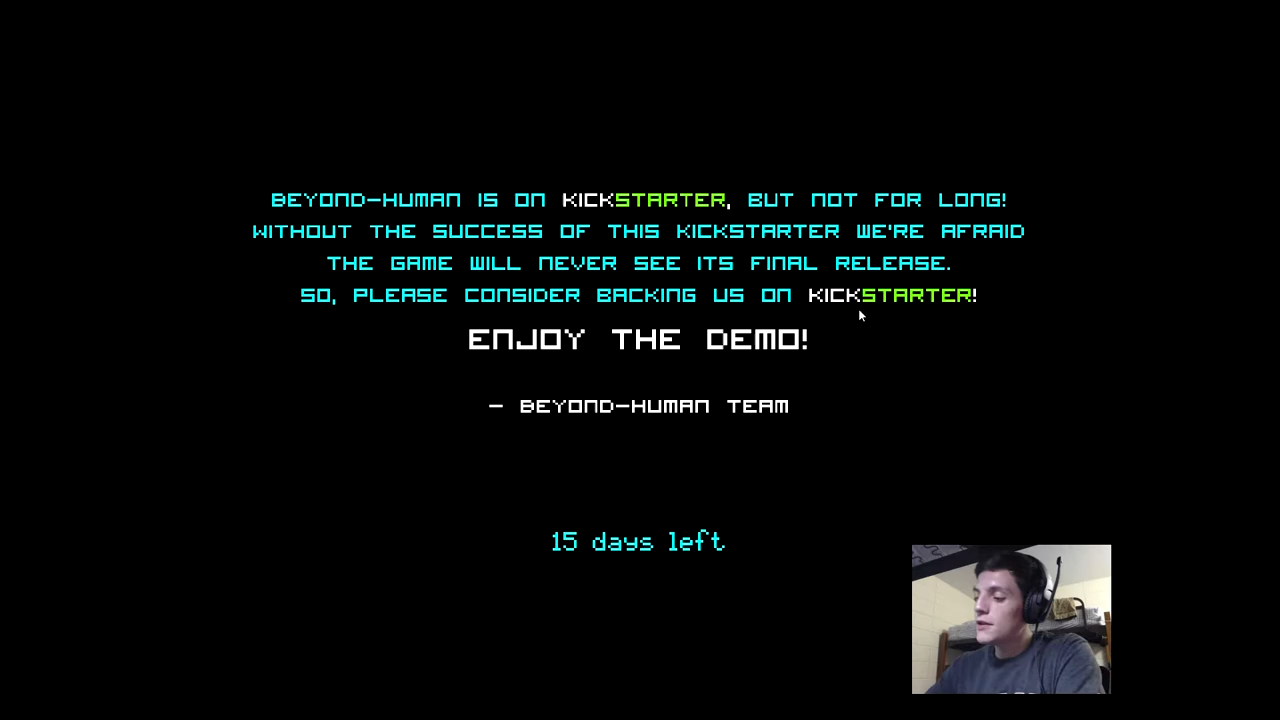 BEYOND-HUMAN IS ON KICKSTARTER, BUT NOT FOR LONG!
WITHOUT THE SUCCESS OF THIS KICKSTARTER WE'RE AFRAID
THE GAME WILL NEVER SEE ITS FINAL RELEASE.
SO, PLEASE CONSIDER BACKING US ON KICKSTARTER!
ENJOY THE DEMO!
- BEYOND-HUMAN TEAM
15 days left